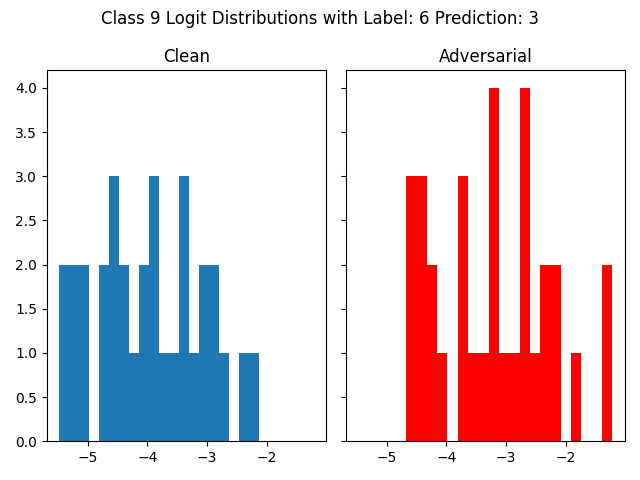 Class 9 Logit Distributions with Label: 6 Prediction: 3
Clean
Adversarial
4.0
3.5
3.0
2.5
2.0
1.5
1.0
0.5
0.0
−5 −4 −3 −2
−5 −4 −3 −2